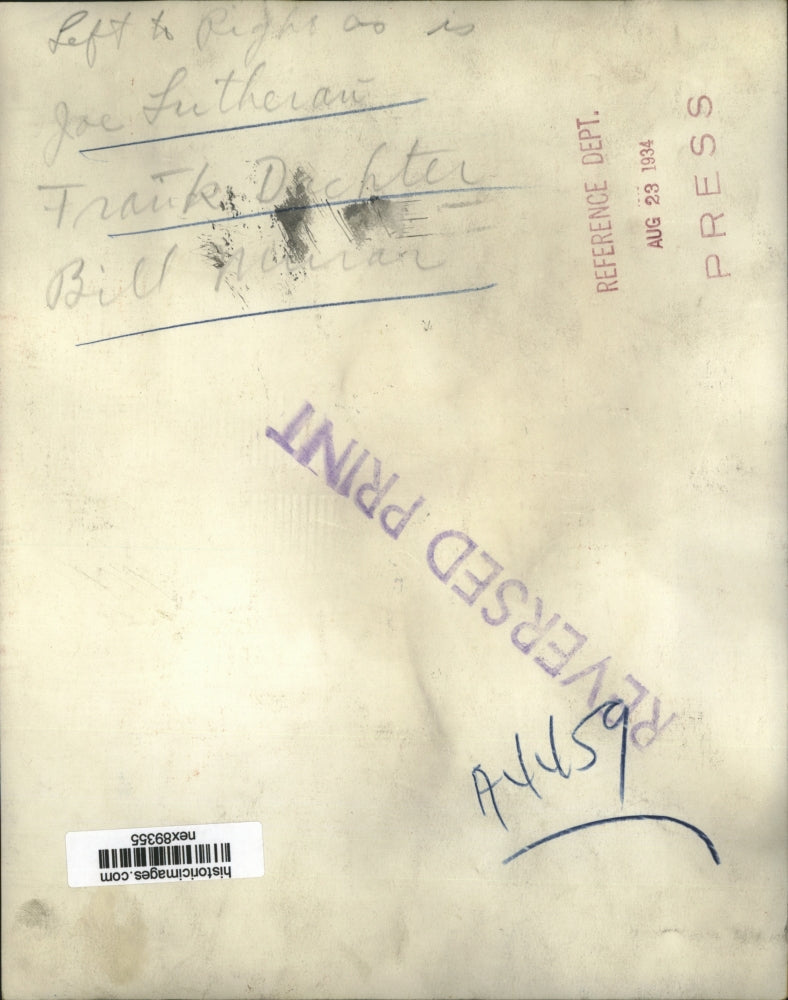 Left to Right as is
Joe Lutheran
Frank Dachter
Bill
REFERENCE DEPT.
AUG 23 1934
PRESS
REVERSED PRINT
A4459
historicimages.com
nex89355